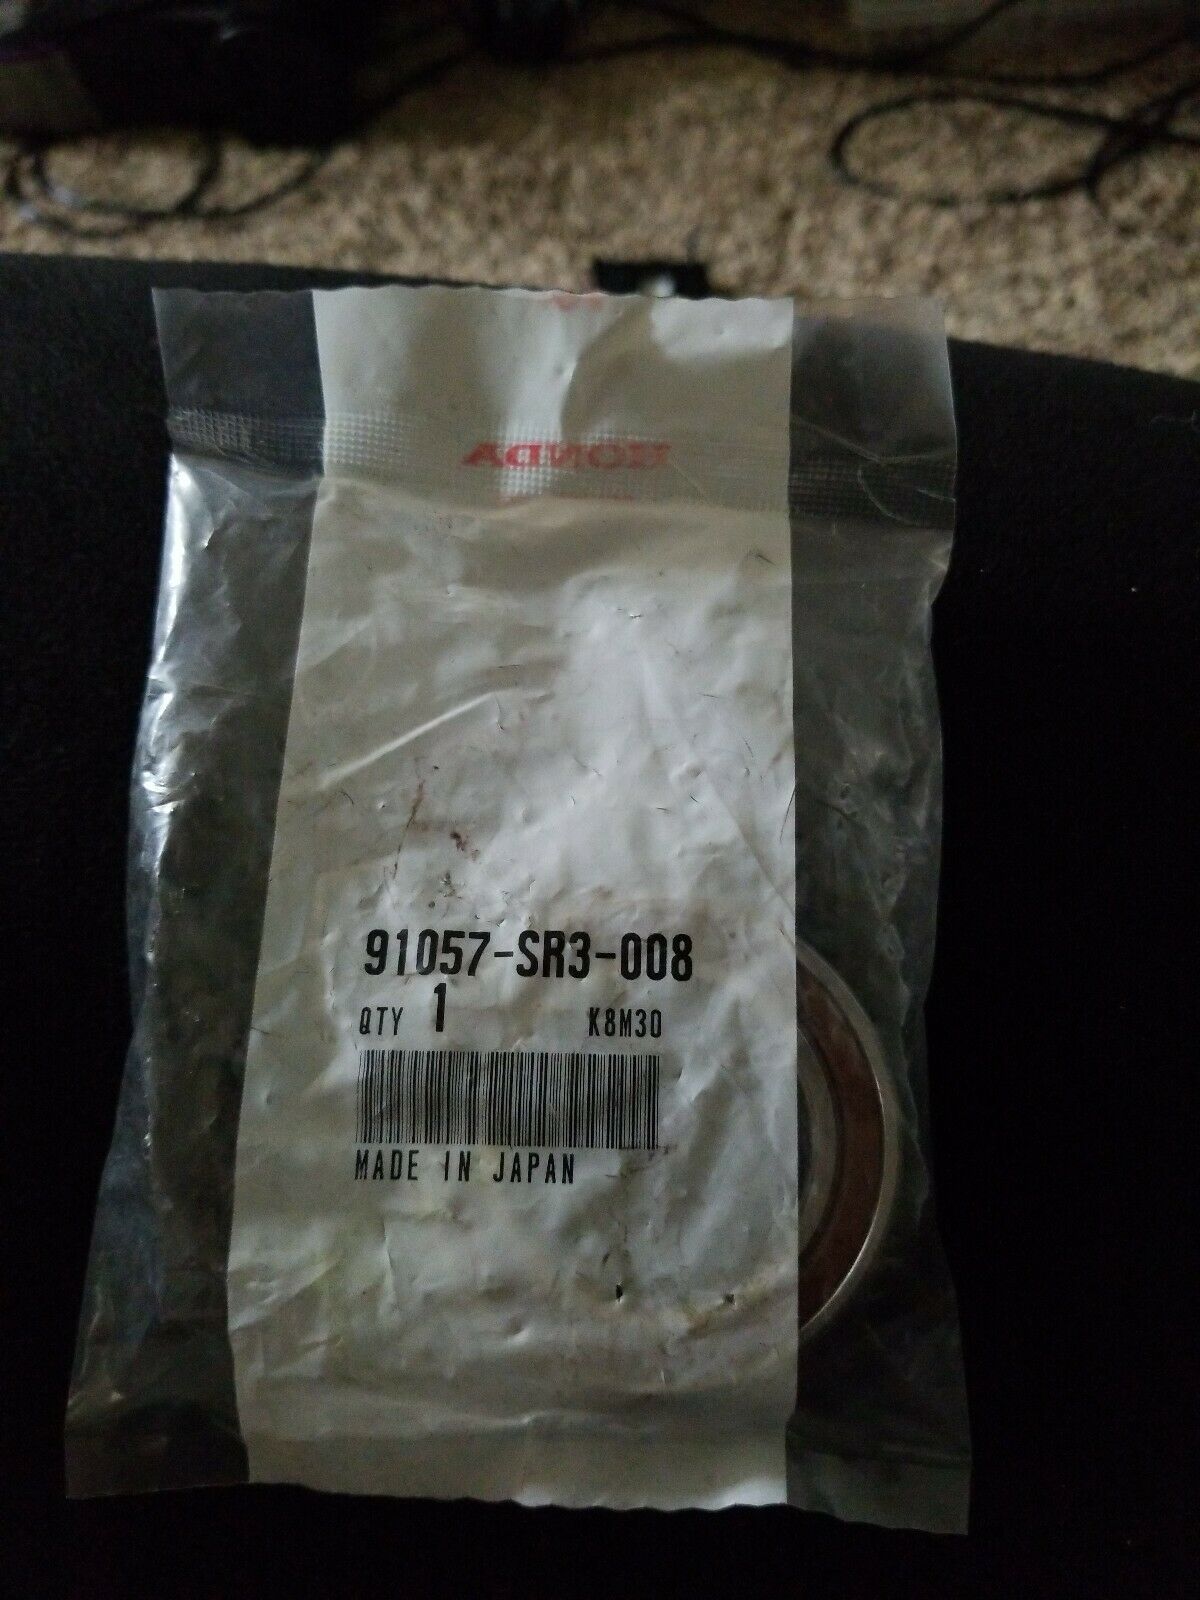 HONDA
91057-SR3-008
QTY 1 K8M30
MADE IN JAPAN